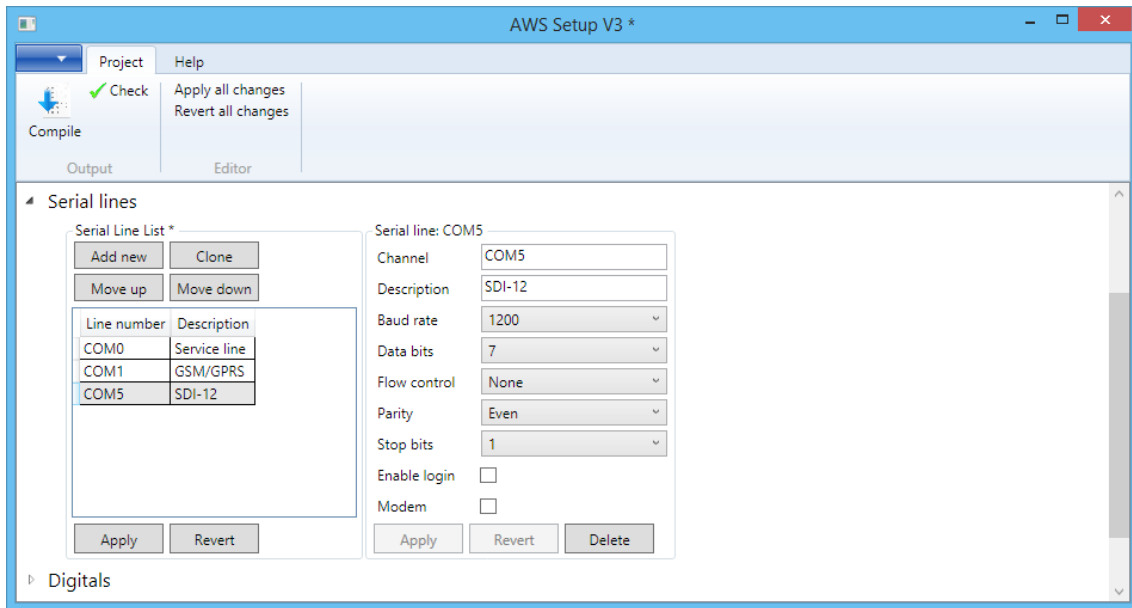 AWS Setup V3 *
Project Help
Check
Compile
Output
Apply all changes
Revert all changes
Editor
Serial lines
Serial Line List *
Add new Clone
Move up Move down
Line number Description
COM0 Service line
COM1 GSM/GPRS
COM5 SDI-12
Apply Revert
Serial line: COM5
Channel COM5
Description SDI-12
Baud rate 1200
Data bits 7
Flow control None
Parity Even
Stop bits 1
Enable login
Modem
Apply Revert Delete
Digitals